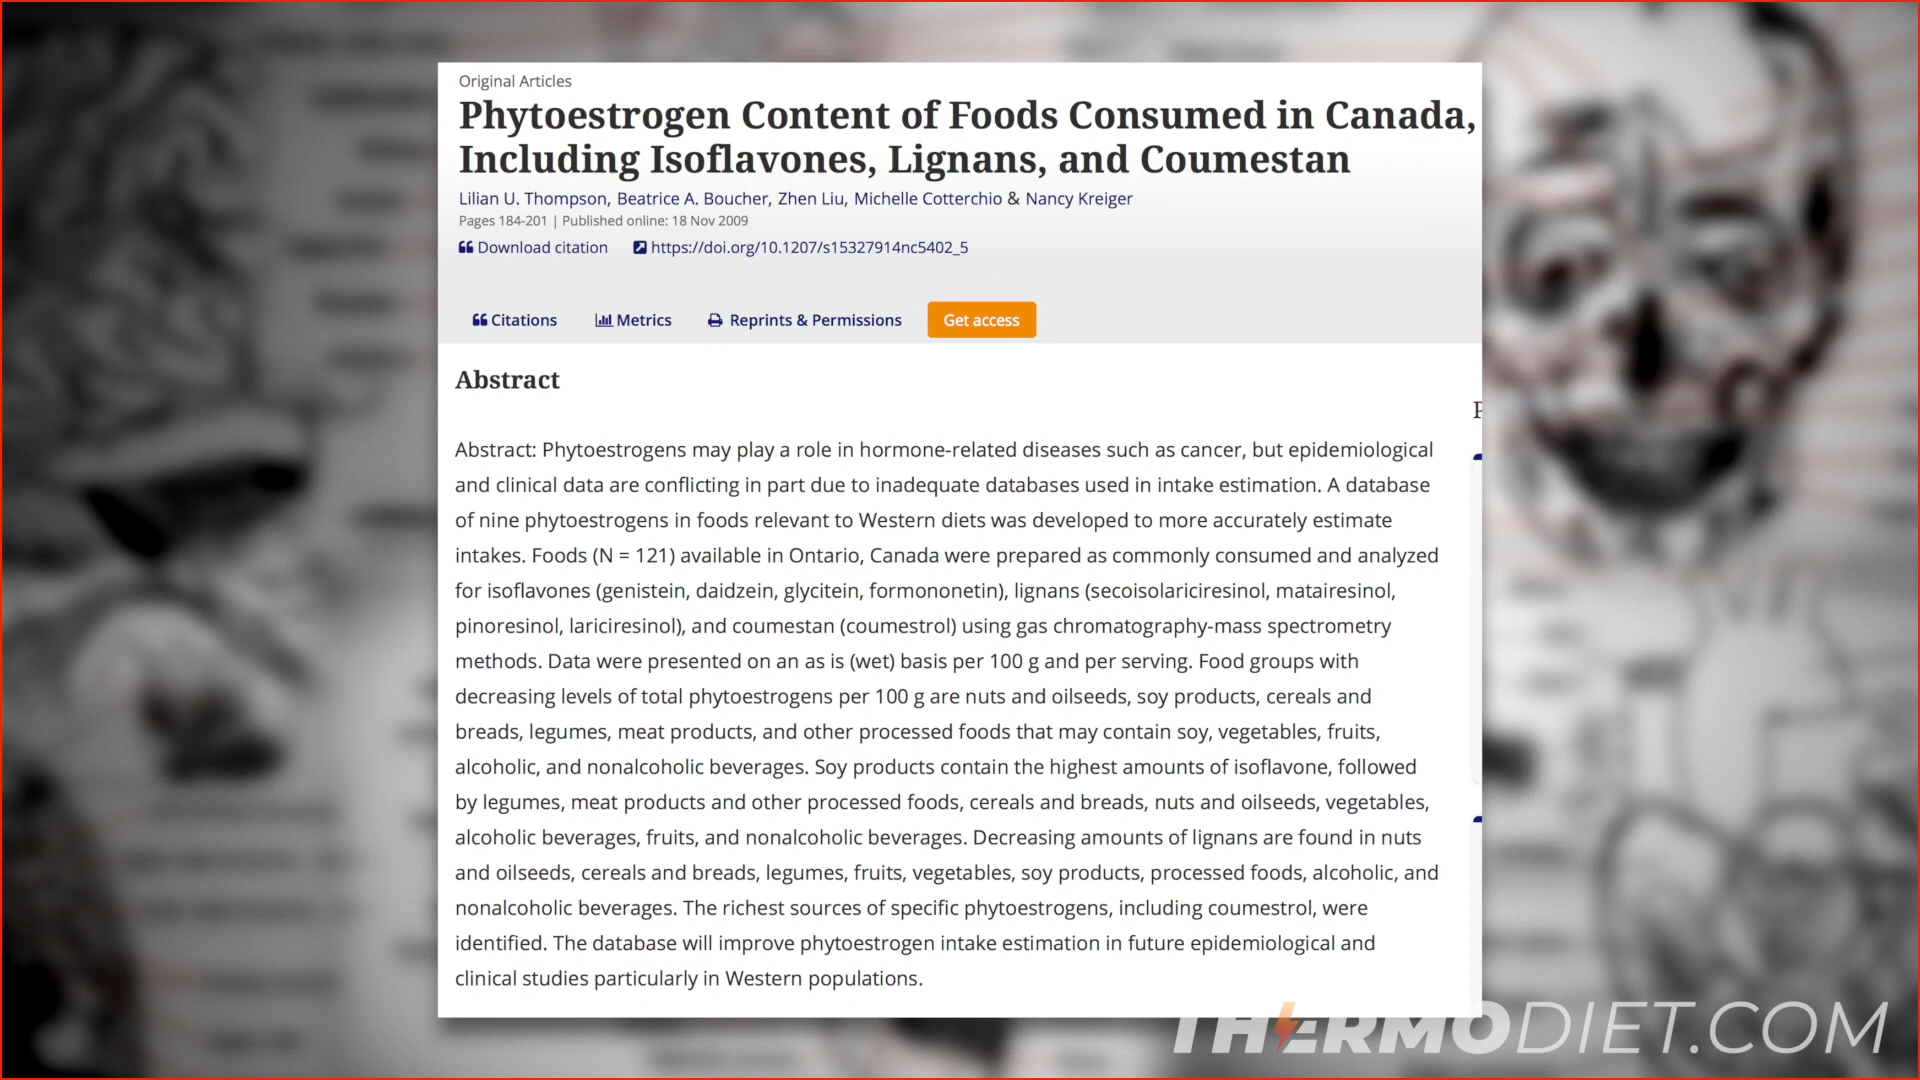 Original Articles
Phytoestrogen Content of Foods Consumed in Canada,
Including Isoflavones, Lignans, and Coumestan
Lilian U. Thompson, Beatrice A. Boucher, Zhen Liu, Michelle Cotterchio & Nancy Kreiger
Pages 184-201 | Published online: 18 Nov 2009
Download citation https://doi.org/10.1207/s15327914nc5402_5
Citations Metrics Reprints & Permissions Get access
Abstract
Abstract: Phytoestrogens may play a role in hormone-related diseases such as cancer, but epidemiological
and clinical data are conflicting in part due to inadequate databases used in intake estimation. A database
of nine phytoestrogens in foods relevant to Western diets was developed to more accurately estimate
intakes. Foods (N = 121) available in Ontario, Canada were prepared as commonly consumed and analyzed
for isoflavones (genistein, daidzein, glycitein, formononetin), lignans (secoisolariciresinol, matairesinol,
pinoresinol, lariciresinol), and coumestan (coumestrol) using gas chromatography-mass spectrometry
methods. Data were presented on an as is (wet) basis per 100 g and per serving. Food groups with
decreasing levels of total phytoestrogens per 100 g are nuts and oilseeds, soy products, cereals and
breads, legumes, meat products, and other processed foods that may contain soy, vegetables, fruits,
alcoholic, and nonalcoholic beverages. Soy products contain the highest amounts of isoflavone, followed
by legumes, meat products and other processed foods, cereals and breads, nuts and oilseeds, vegetables,
alcoholic beverages, fruits, and nonalcoholic beverages. Decreasing amounts of lignans are found in nuts
and oilseeds, cereals and breads, legumes, fruits, vegetables, soy products, processed foods, alcoholic, and
nonalcoholic beverages. The richest sources of specific phytoestrogens, including coumestrol, were
identified. The database will improve phytoestrogen intake estimation in future epidemiological and
clinical studies particularly in Western populations.
THERMODIET.COM